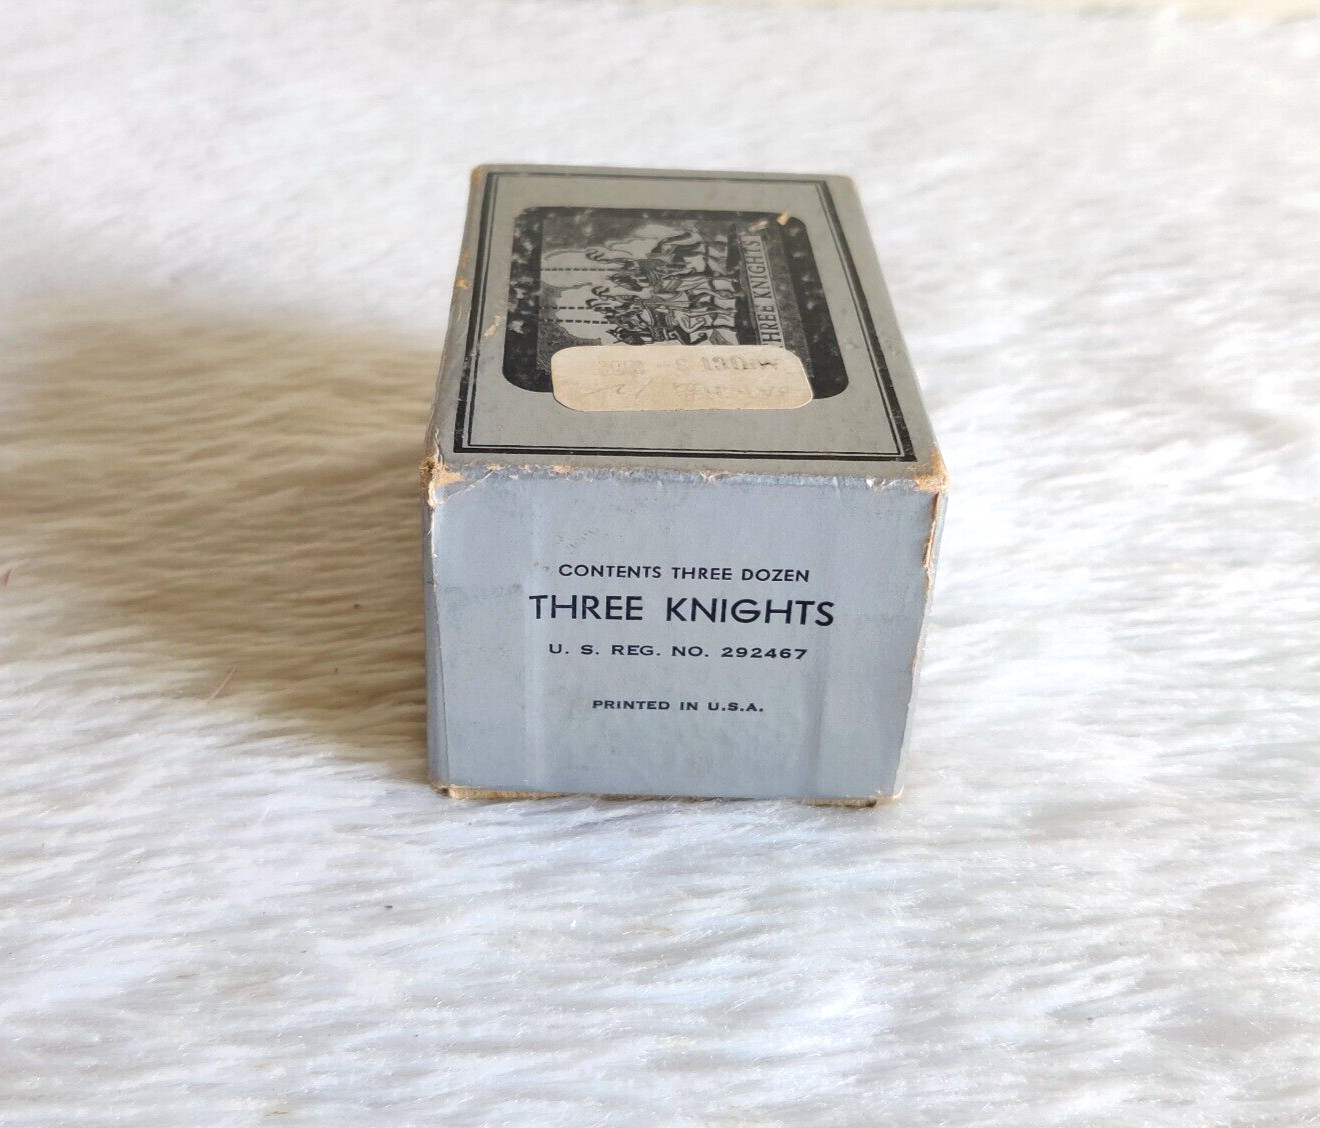 THREE KNIGHTS
CONTENTS THREE DOZEN
THREE KNIGHTS
U. S. REG. NO. 292467
PRINTED IN U.S.A.